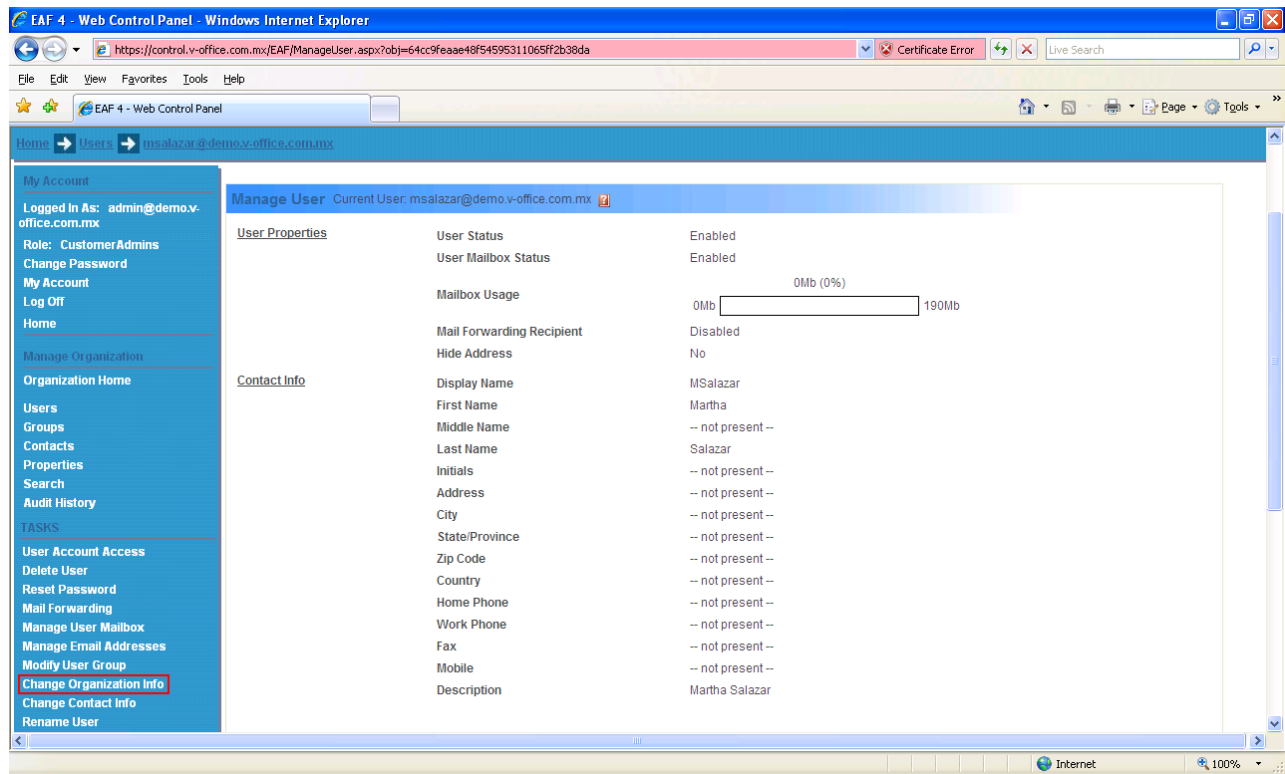 EAF 4 - Web Control Panel - Windows Internet Explorer
https://control.v-office.com.mx/EAF/ManageUser.aspx?obj=64cc9feaae48f54595311065ff2b38da
Certificate Error
Live Search
File Edit View Favorites Tools Help
EAF 4 - Web Control Panel
Page Tools
Home Users msalazar@demo.v-office.com.mx
My Account
Logged In As: admin@demo.v-
office.com.mx
Role: CustomerAdmins
Change Password
My Account
Log Off
Home
Manage Organization
Organization Home
Users
Groups
Contacts
Properties
Search
Audit History
TASKS
User Account Access
Delete User
Reset Password
Mail Forwarding
Manage User Mailbox
Manage Email Addresses
Modify User Group
Change Organization Info
Change Contact Info
Rename User
Manage User Current User: msalazar@demo.v-office.com.mx ?
User Properties
User Status Enabled
User Mailbox Status Enabled
0Mb (0%)
Mailbox Usage 0Mb 190Mb
Mail Forwarding Recipient Disabled
Hide Address No
Contact Info
Display Name MSalazar
First Name Martha
Middle Name -- not present --
Last Name Salazar
Initials -- not present --
Address -- not present --
City -- not present --
State/Province -- not present --
Zip Code -- not present --
Country -- not present --
Home Phone -- not present --
Work Phone -- not present --
Fax -- not present --
Mobile -- not present --
Description Martha Salazar
Internet
100%